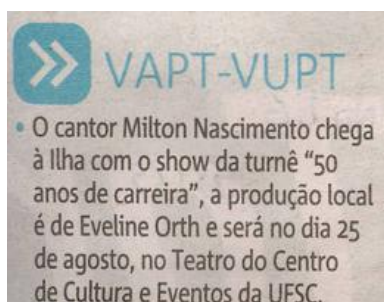 VAPT-VUPT
• O cantor Milton Nascimento chega
à Ilha com o show da turnê “50
anos de carreira”, a produção local
é de Eveline Orth e será no dia 25
de agosto, no Teatro do Centro
de Cultura e Eventos da UFSC.